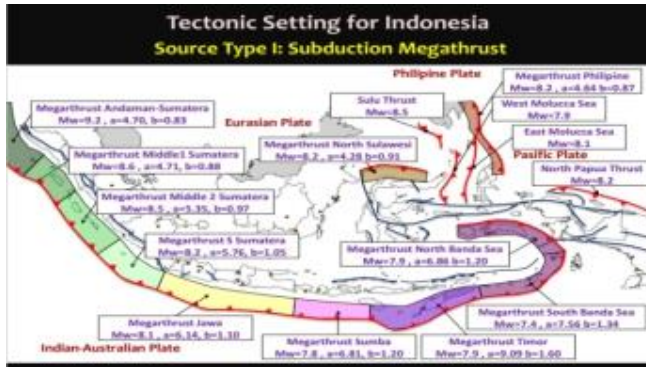 Tectonic Setting for Indonesia
Source Type I: Subduction Megathrust
Philipine Plate
Megarthrust Philipine
Mw=8.2 , a=4.64 b=0.87
Sulu Thrust
Mw=8.5
West Molucca Sea
Mw=7.9
Megarthrust Andaman-Sumatera
Mw=9.2 , a=4.70, b=0.83
Eurasian Plate
East Molucca Sea
Mw=8.1
Megarthrust North Sulawesi
Mw=8.2 , a=4.28 b=0.91
Pasific Plate
Megathrust Middle1 Sumatera
Mw=8.6 , a=4.71, b=0.88
North Papua Thrust
Mw=8.2
Megathrust Middle 2 Sumatera
Mw=8.5 , a=5.35, b=0.97
Megathrust S Sumatera
Mw=8.2 , a=5.76, b=1.05
Megathrust North Banda Sea
Mw=7.9 , a=6.86 b=1.20
Megathrust South Banda Sea
Mw=7.4 , a=7.56 b=1.34
Megathrust Jawa
Mw=8.1 , a=6.14, b=1.10
Indian-Australian Plate
Megathrust Sumba
Mw=7.8 , a=6.81, b=1.20
Megathrust Timor
Mw=7.9 , a=9.09 b=1.60